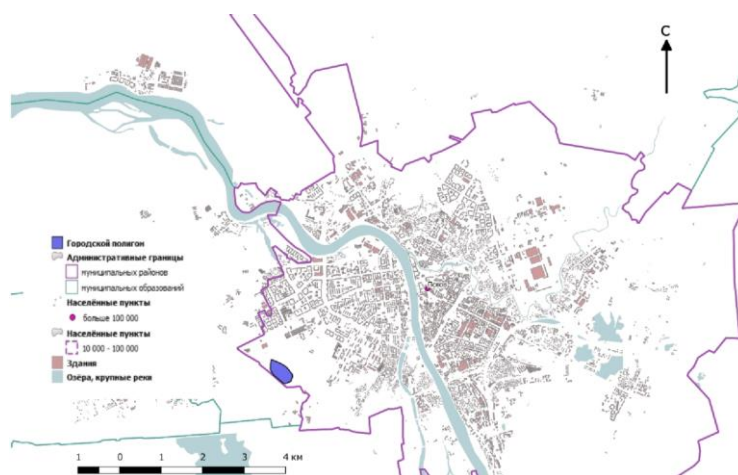 С
Городской полигон
Административные границы
муниципальных районов
муниципальных образований
Населённые пункты
больше 100 000
Населённые пункты
10 000 - 100 000
Здания
Озёра, крупные реки
1 0 1 2 3 4 км